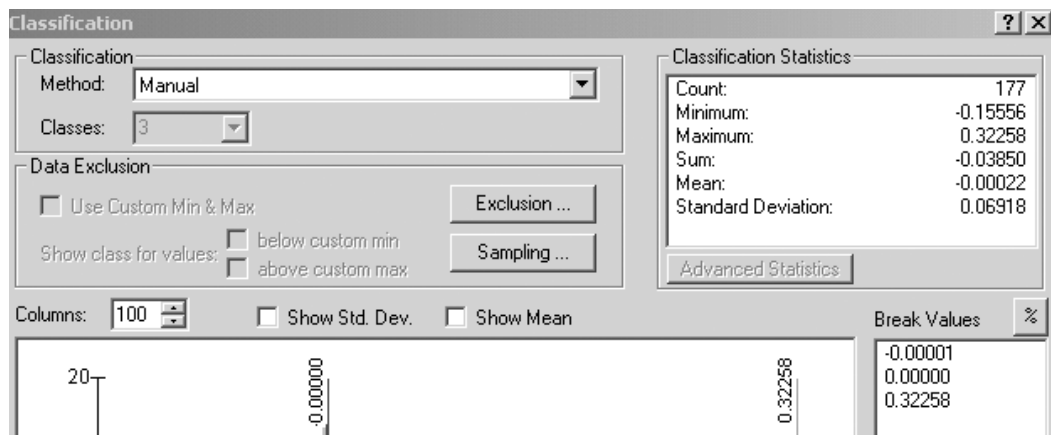 Classification
? X
Classification
Method: Manual
Classes: 3
Data Exclusion
Use Custom Min & Max
Exclusion ...
Show class for values: below custom min
above custom max
Sampling ...
Classification Statistics
Count: 177
Minimum: -0.15556
Maximum: 0.32258
Sum: -0.03850
Mean: -0.00022
Standard Deviation: 0.06918
Advanced Statistics
Columns: 100
Show Std. Dev.
Show Mean
Break Values
%
20
-0.00000
0.32258
-0.00001
0.00000
0.32258